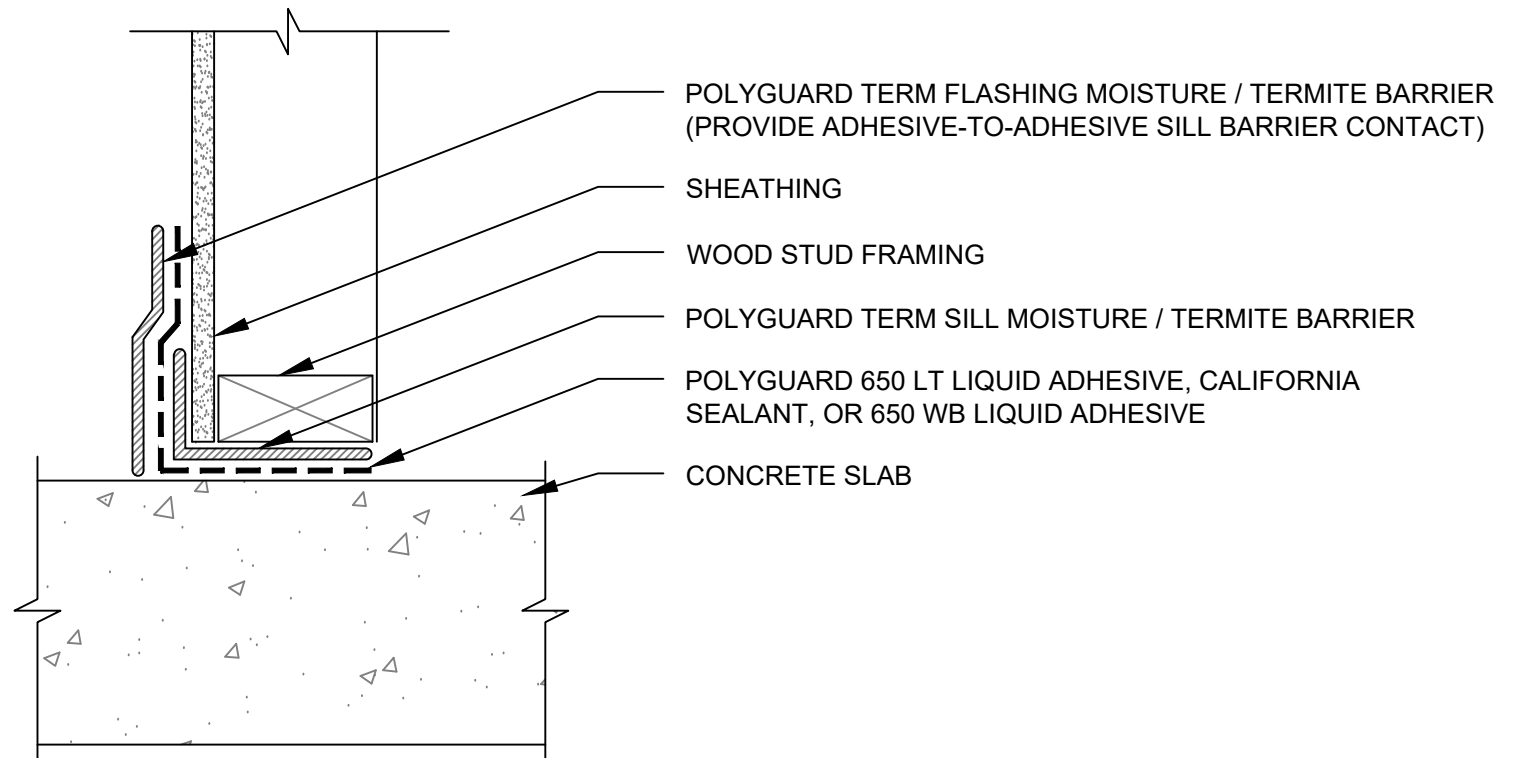 POLYGUARD TERM FLASHING MOISTURE / TERMITE BARRIER
(PROVIDE ADHESIVE-TO-ADHESIVE SILL BARRIER CONTACT)
SHEATHING
WOOD STUD FRAMING
POLYGUARD TERM SILL MOISTURE / TERMITE BARRIER
POLYGUARD 650 LT LIQUID ADHESIVE, CALIFORNIA
SEALANT, OR 650 WB LIQUID ADHESIVE
CONCRETE SLAB